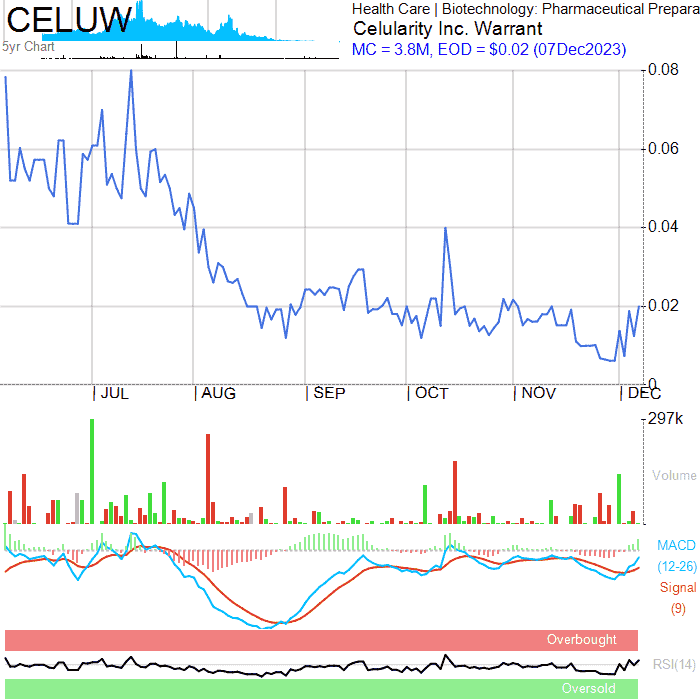 CELUW
5yr Chart
Health Care | Biotechnology: Pharmaceutical Prepara
Celularity Inc. Warrant
MC = 3.8M, EOD = $0.02 (07Dec2023)
0.08
0.06
0.04
0.02
0
JUL AUG SEP OCT NOV DEC
297k
Volume
MACD
(12-26)
Signal
(9)
Overbought
RSI(14)
Oversold